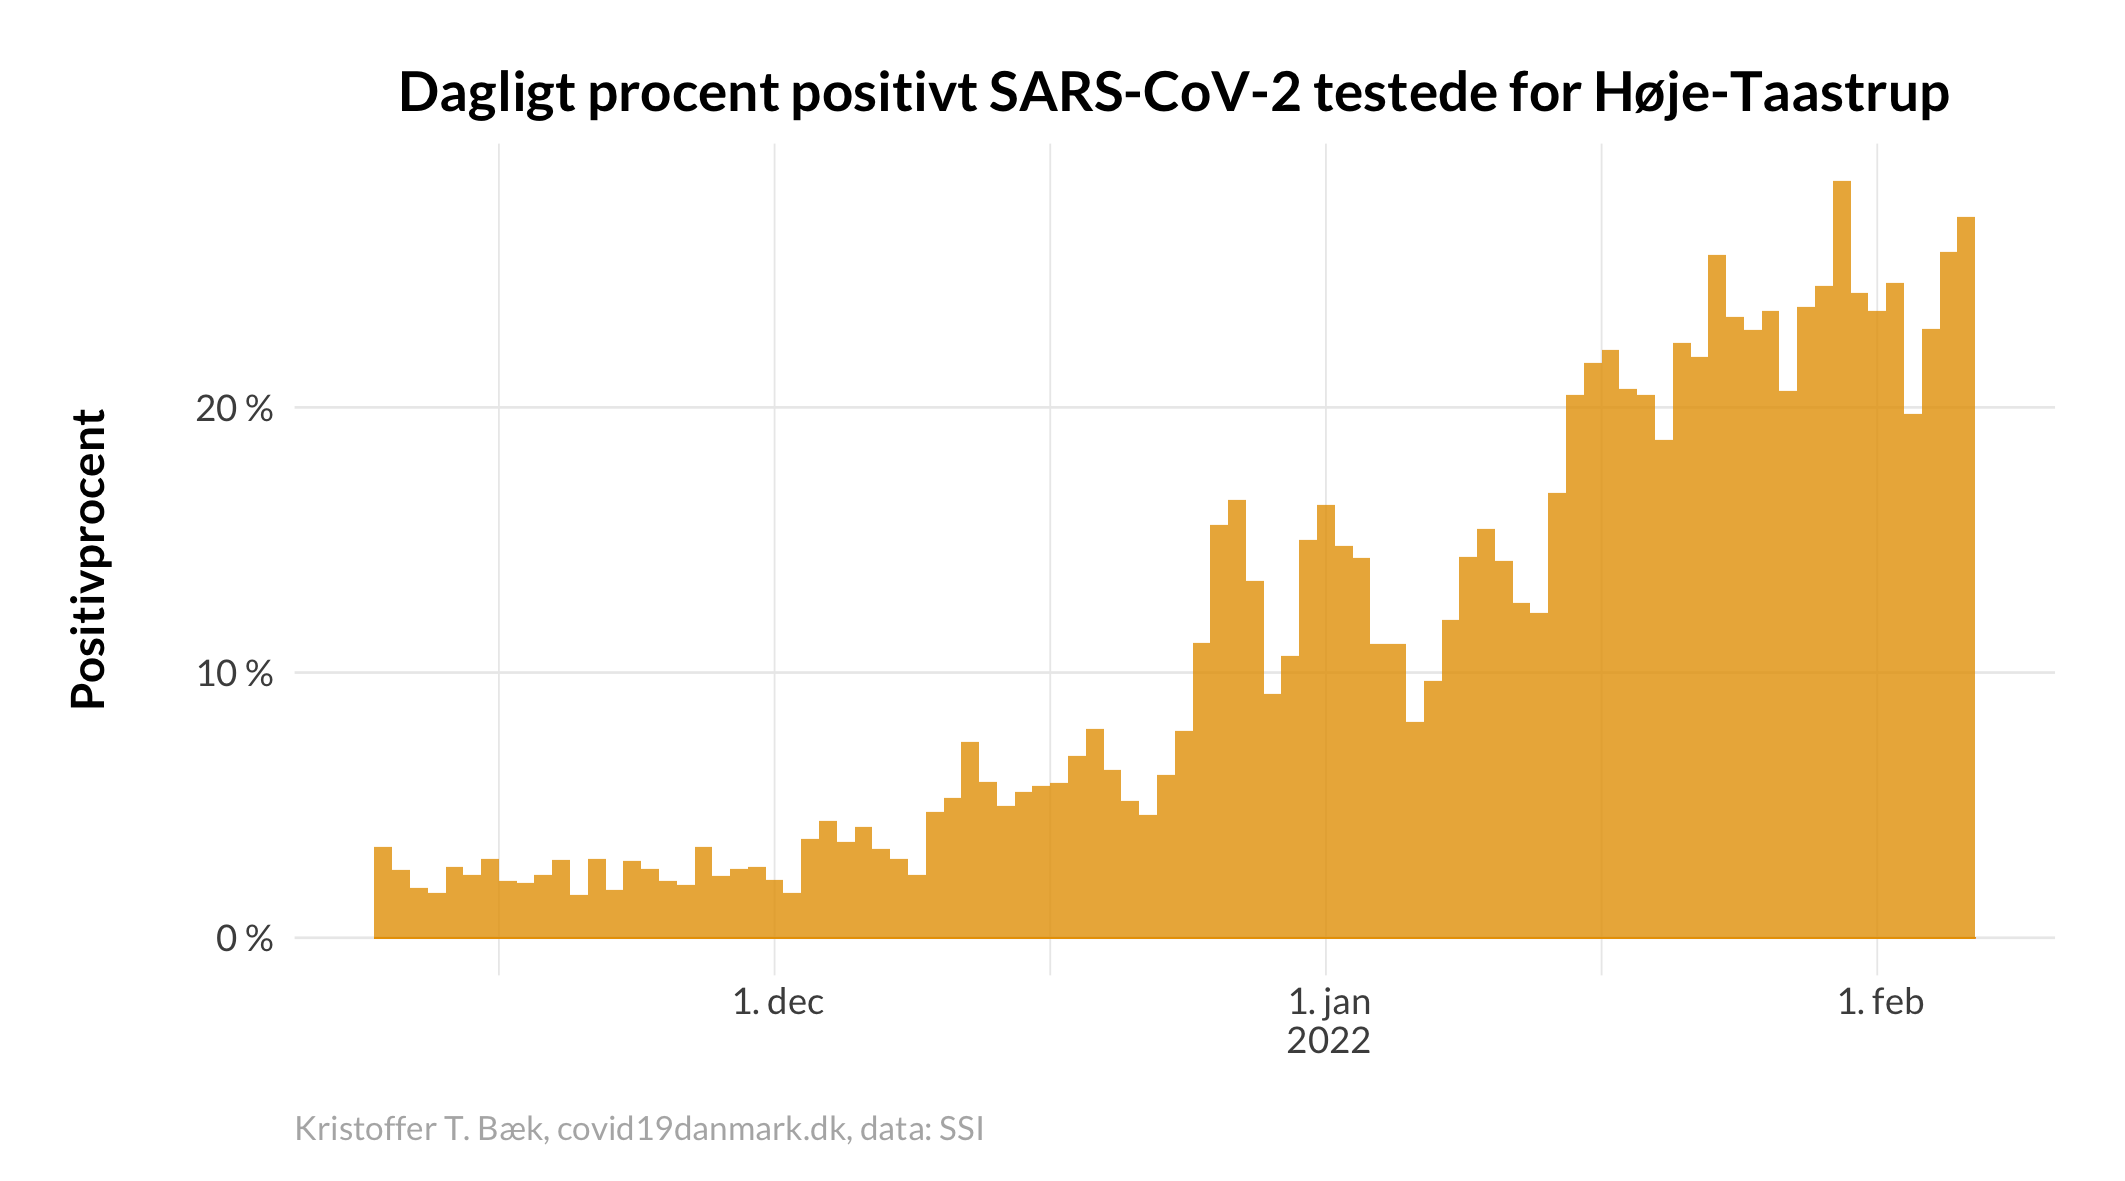 Dagligt procent positivt SARS-CoV-2 testede for Høje-Taastrup
Positivprocent
20 %
10 %
0 %
1. dec
1. jan
2022
1. feb
Kristoffer T. Bæk, covid19danmark.dk, data: SSI